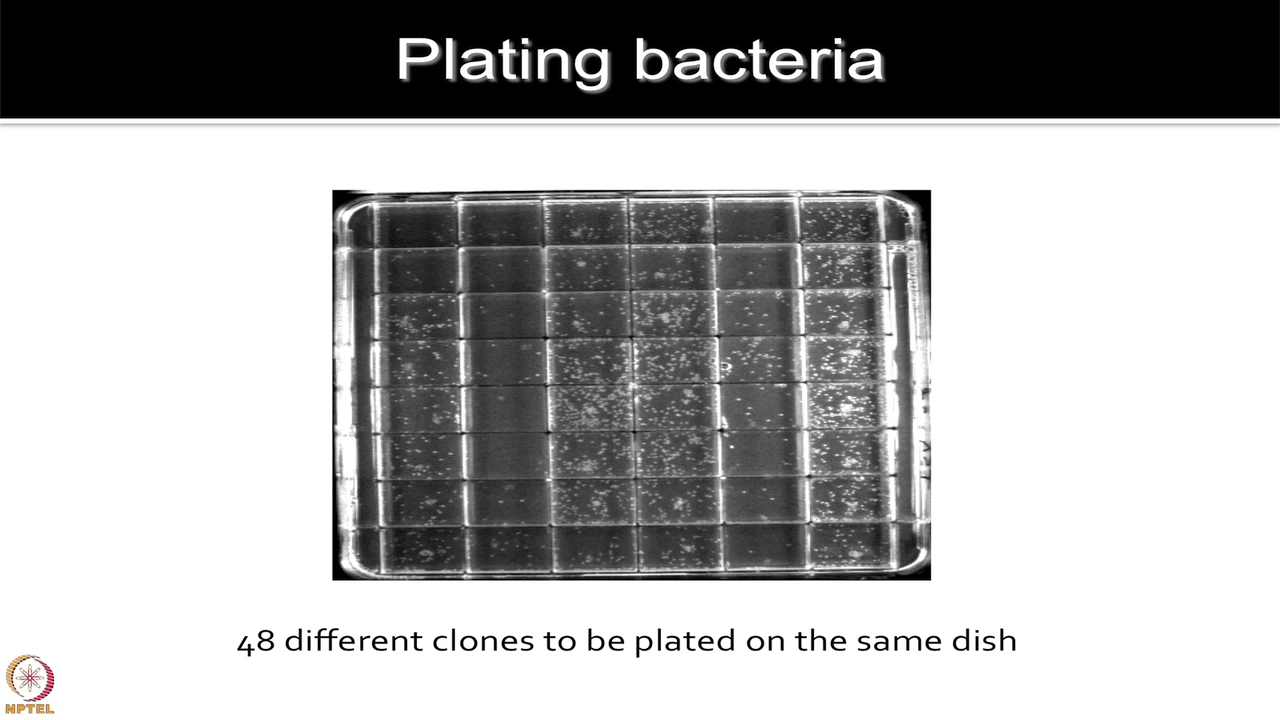 Plating bacteria
48 different clones to be plated on the same dish
NPTEL